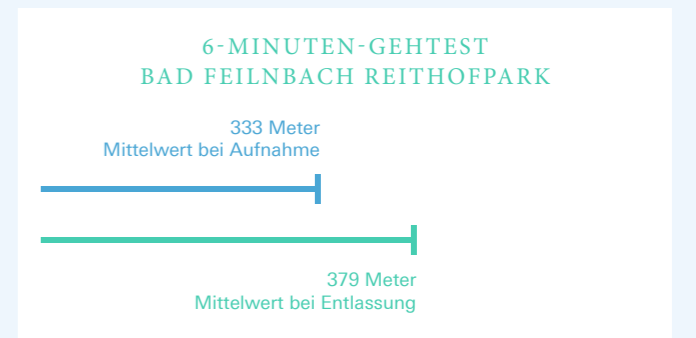 6-MINUTEN-GEHTEST
BAD FEILNBACH REITHOFPARK
333 Meter
Mittelwert bei Aufnahme
379 Meter
Mittelwert bei Entlassung